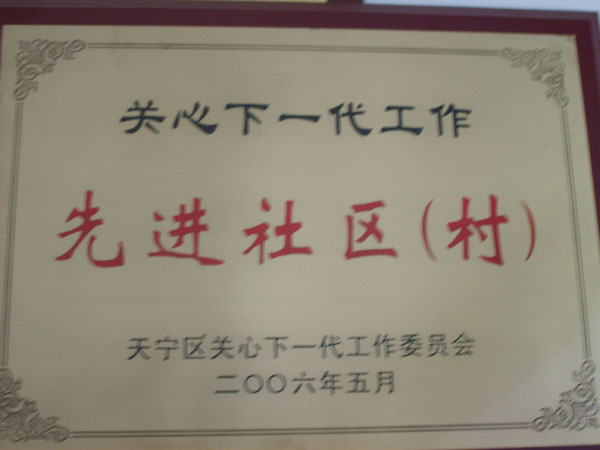 关心下一代工作
先进社区(村)
天宁区关心下一代工作委员会
二〇〇六年五月